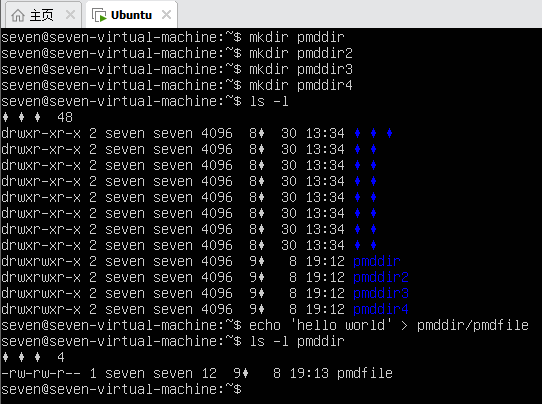 主页 Ubuntu
seven@seven-virtual-machine:~$ mkdir pmddir
seven@seven-virtual-machine:~$ mkdir pmddir2
seven@seven-virtual-machine:~$ mkdir pmddir3
seven@seven-virtual-machine:~$ mkdir pmddir4
seven@seven-virtual-machine:~$ ls -l
♦ ♦ ♦  48
drwxr-xr-x 2 seven seven 4096  8♦  30 13:34 ♦ ♦ ♦
drwxr-xr-x 2 seven seven 4096  8♦  30 13:34 ♦ ♦
drwxr-xr-x 2 seven seven 4096  8♦  30 13:34 ♦ ♦
drwxr-xr-x 2 seven seven 4096  8♦  30 13:34 ♦ ♦
drwxr-xr-x 2 seven seven 4096  8♦  30 13:34 ♦ ♦
drwxr-xr-x 2 seven seven 4096  8♦  30 13:34 ♦ ♦
drwxr-xr-x 2 seven seven 4096  8♦  30 13:34 ♦ ♦
drwxr-xr-x 2 seven seven 4096  8♦  30 13:34 ♦ ♦
drwxrwxr-x 2 seven seven 4096  9♦   8 19:12 pmddir
drwxrwxr-x 2 seven seven 4096  9♦   8 19:12 pmddir2
drwxrwxr-x 2 seven seven 4096  9♦   8 19:12 pmddir3
drwxrwxr-x 2 seven seven 4096  9♦   8 19:12 pmddir4
seven@seven-virtual-machine:~$ echo 'hello world' > pmddir/pmdfile
seven@seven-virtual-machine:~$ ls -l pmddir
♦ ♦ ♦  4
-rw-rw-r-- 1 seven seven 12  9♦   8 19:13 pmdfile
seven@seven-virtual-machine:~$